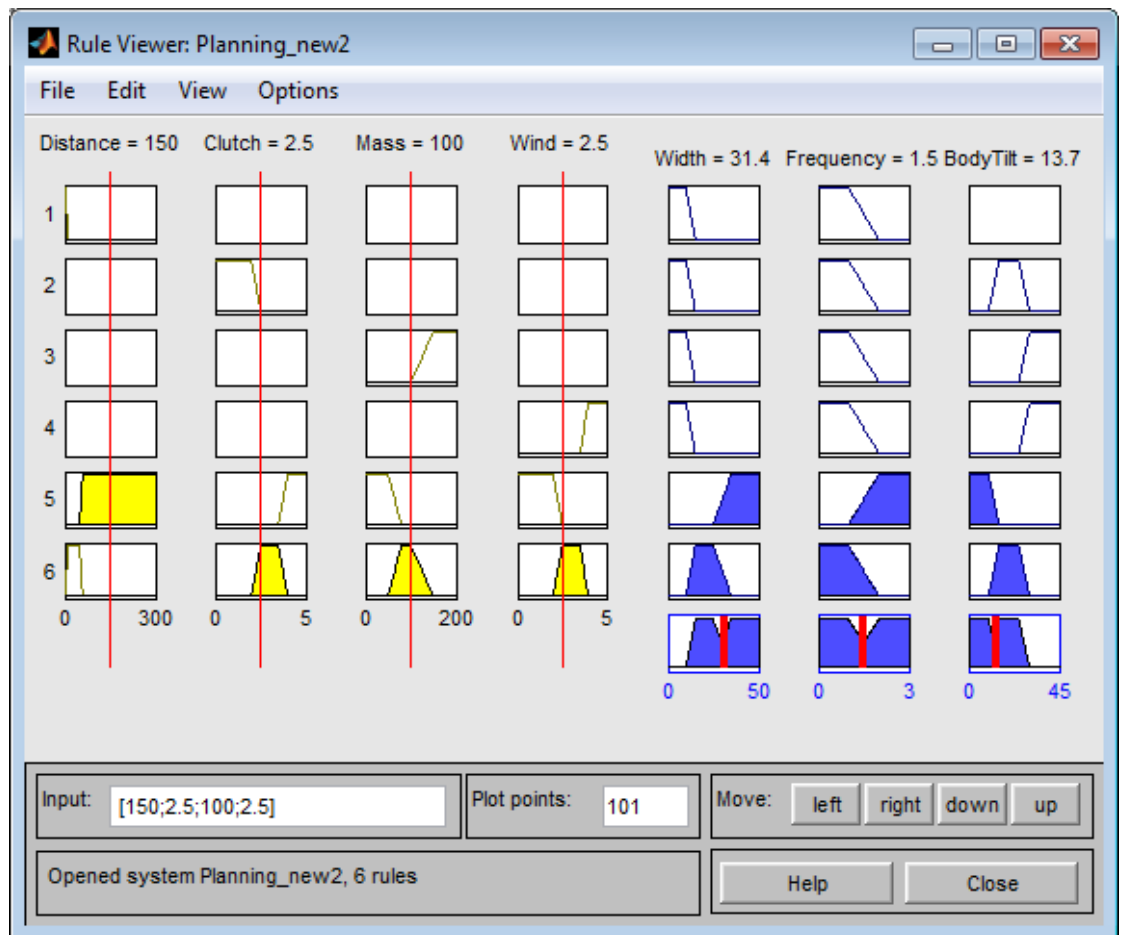 Rule Viewer: Planning_new2
File Edit View Options
Distance = 150 Clutch = 2.5 Mass = 100 Wind = 2.5
Width = 31.4 Frequency = 1.5 BodyTilt = 13.7
1
2
3
4
5
6
0 300 0 5 0 200 0 5
0 50 0 3 0 45
Input: [150;2.5;100;2.5] Plot points: 101 Move: left right down up
Opened system Planning_new2, 6 rules Help Close